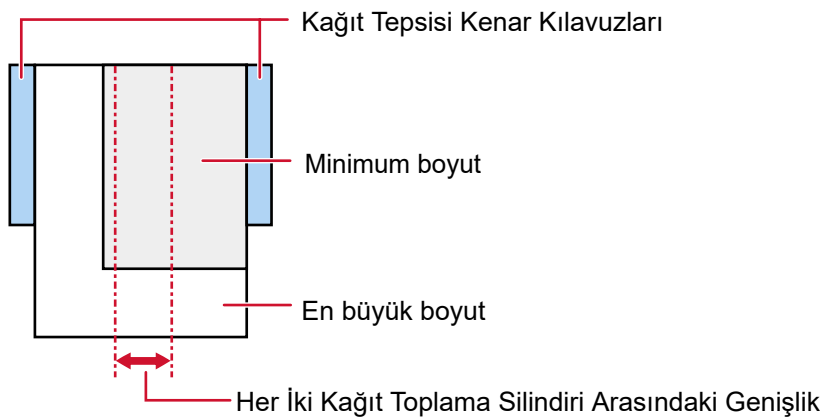 Kağıt Tepsisi Kenar Kılavuzları
Minimum boyut
En büyük boyut
Her İki Kağıt Toplama Silindiri Arasındaki Genişlik